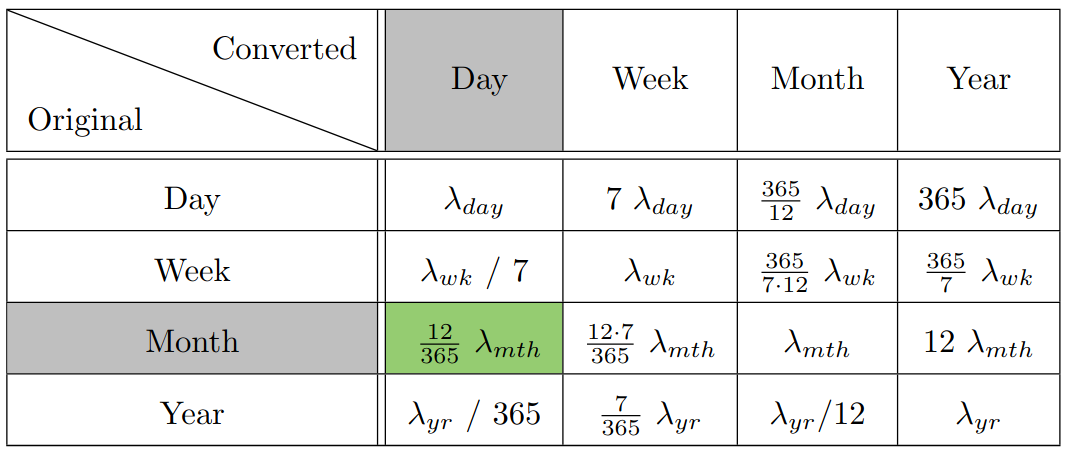 Converted
Original
Day Week Month Year
Day λ_day 7 λ_day 365/12 λ_day 365 λ_day
Week λ_wk / 7 λ_wk 365/7·12 λ_wk 365/7 λ_wk
Month 12/365 λ_mth 12·7/365 λ_mth λ_mth 12 λ_mth
Year λ_yr / 365 7/365 λ_yr λ_yr/12 λ_yr